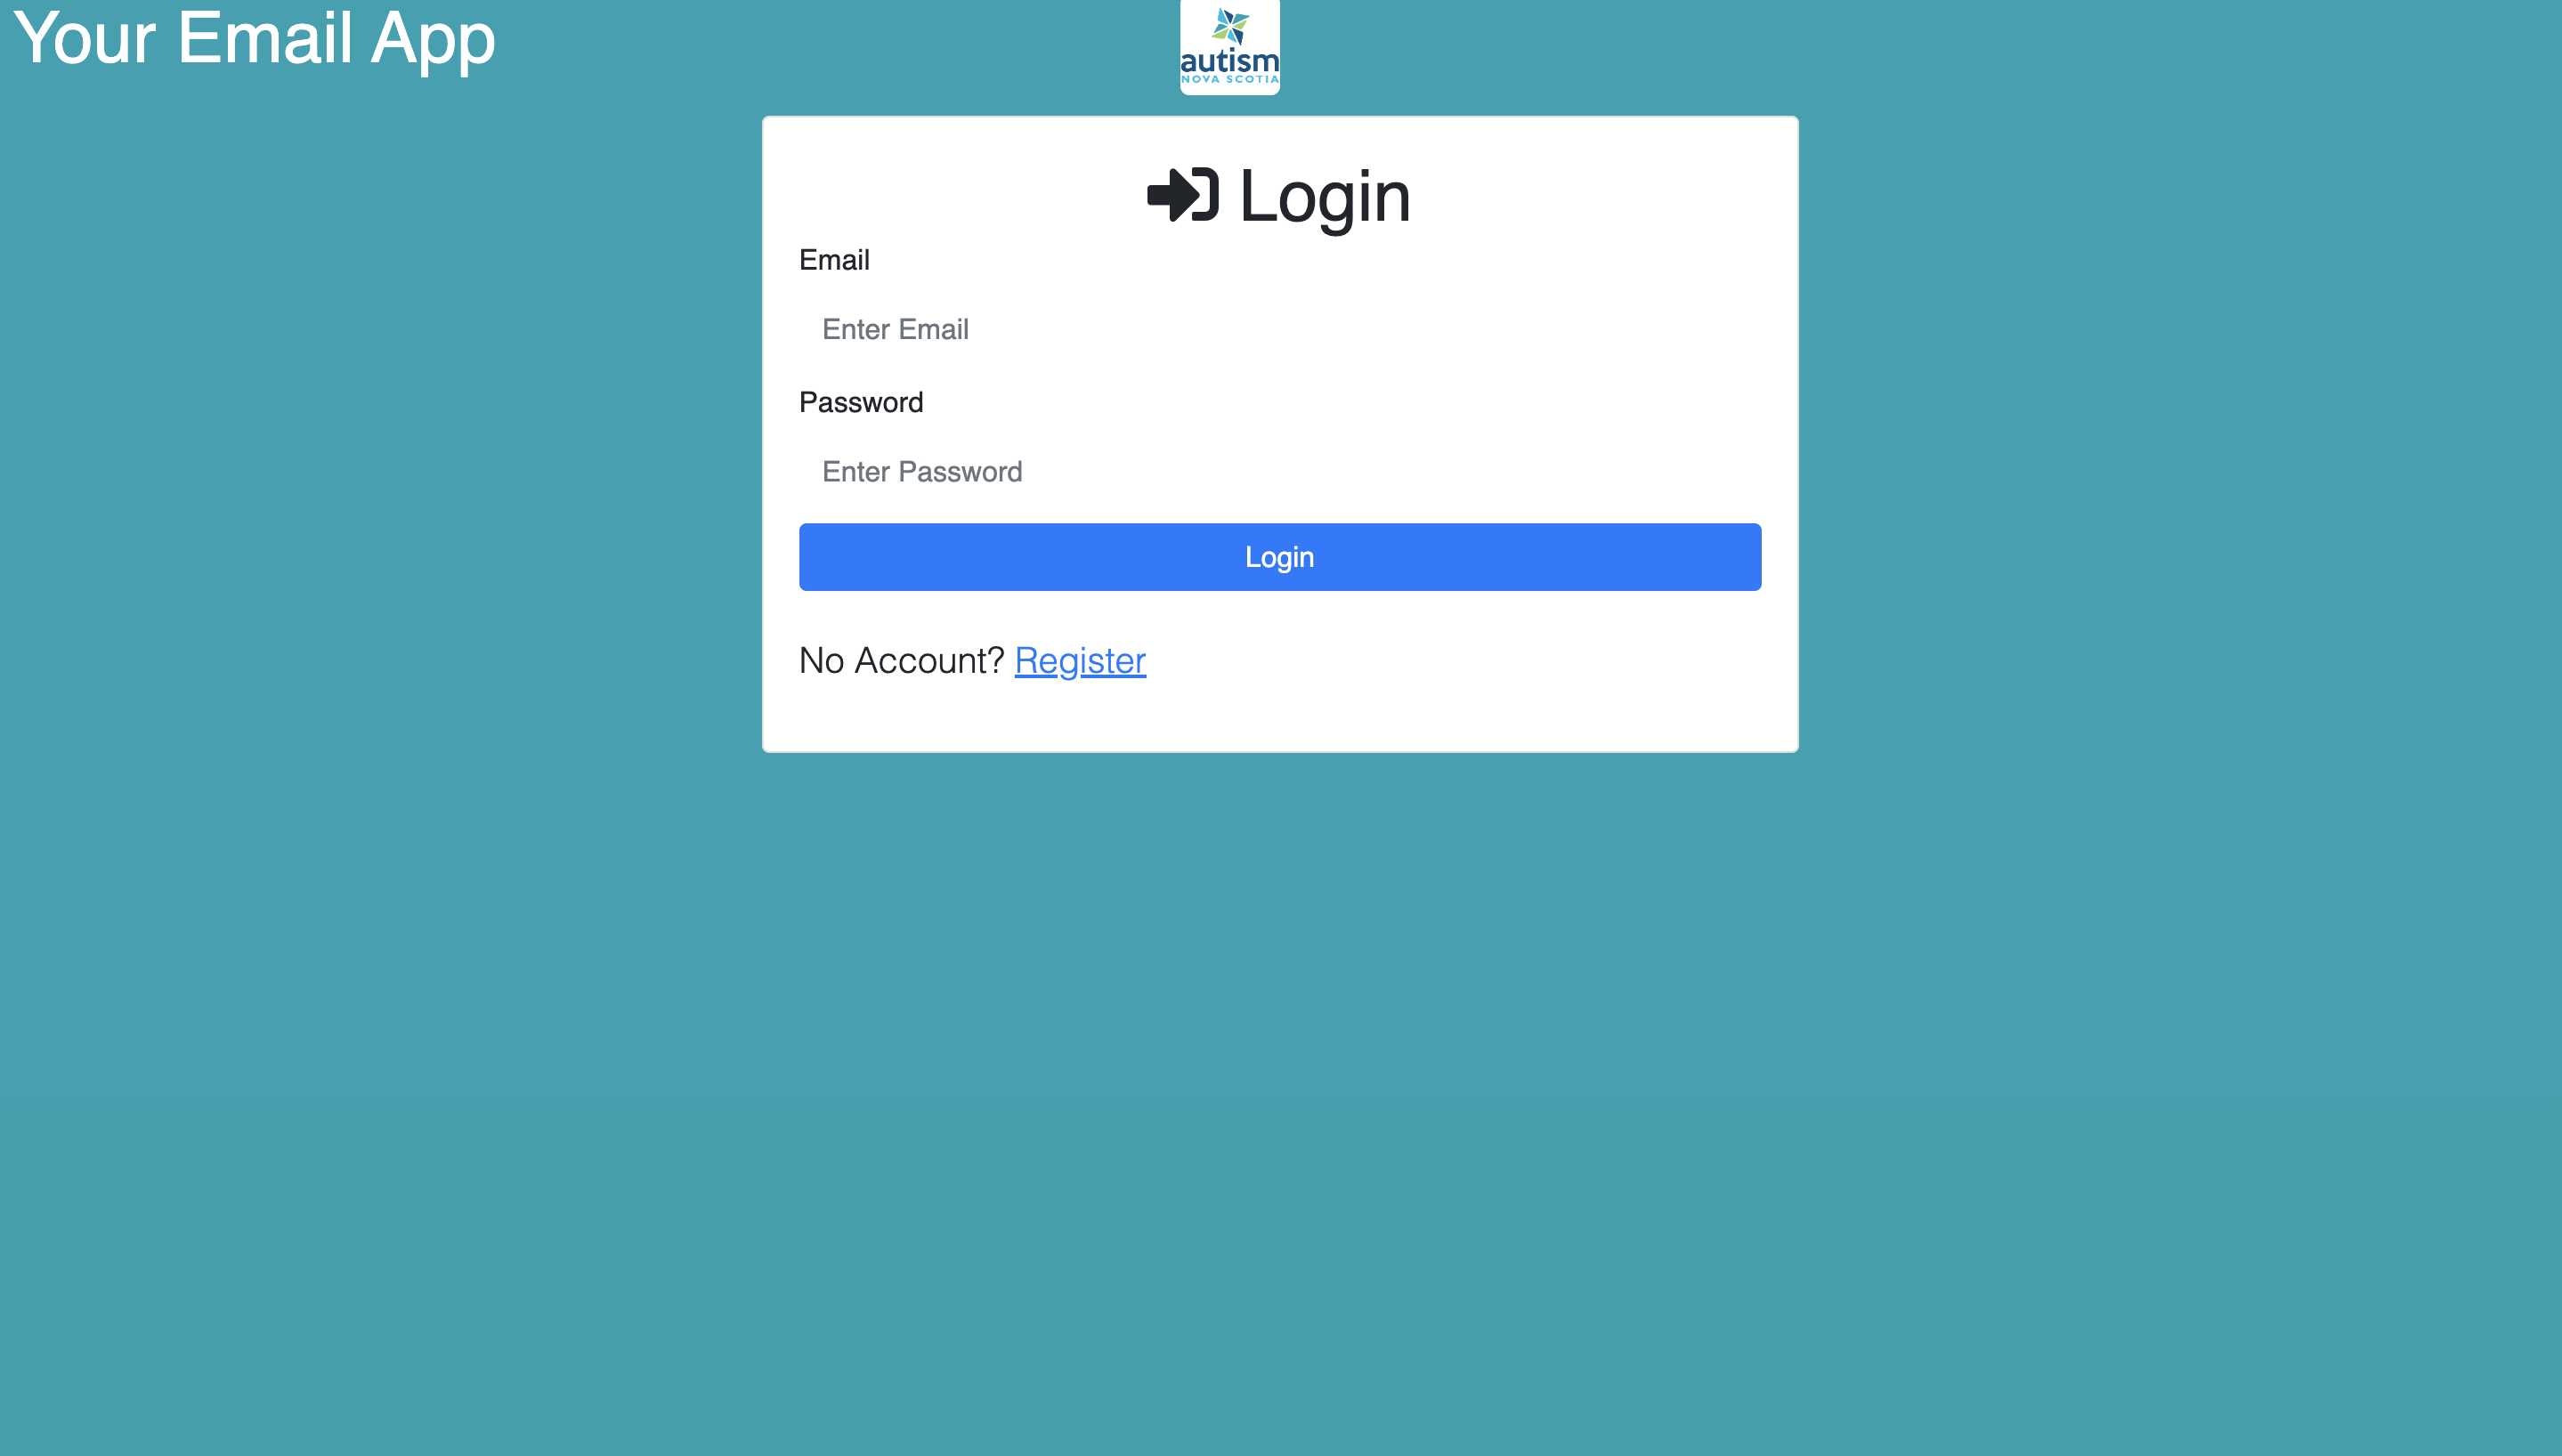 Your Email App
autism
NOVA SCOTIA
Login
Email
Enter Email
Password
Enter Password
Login
No Account? Register